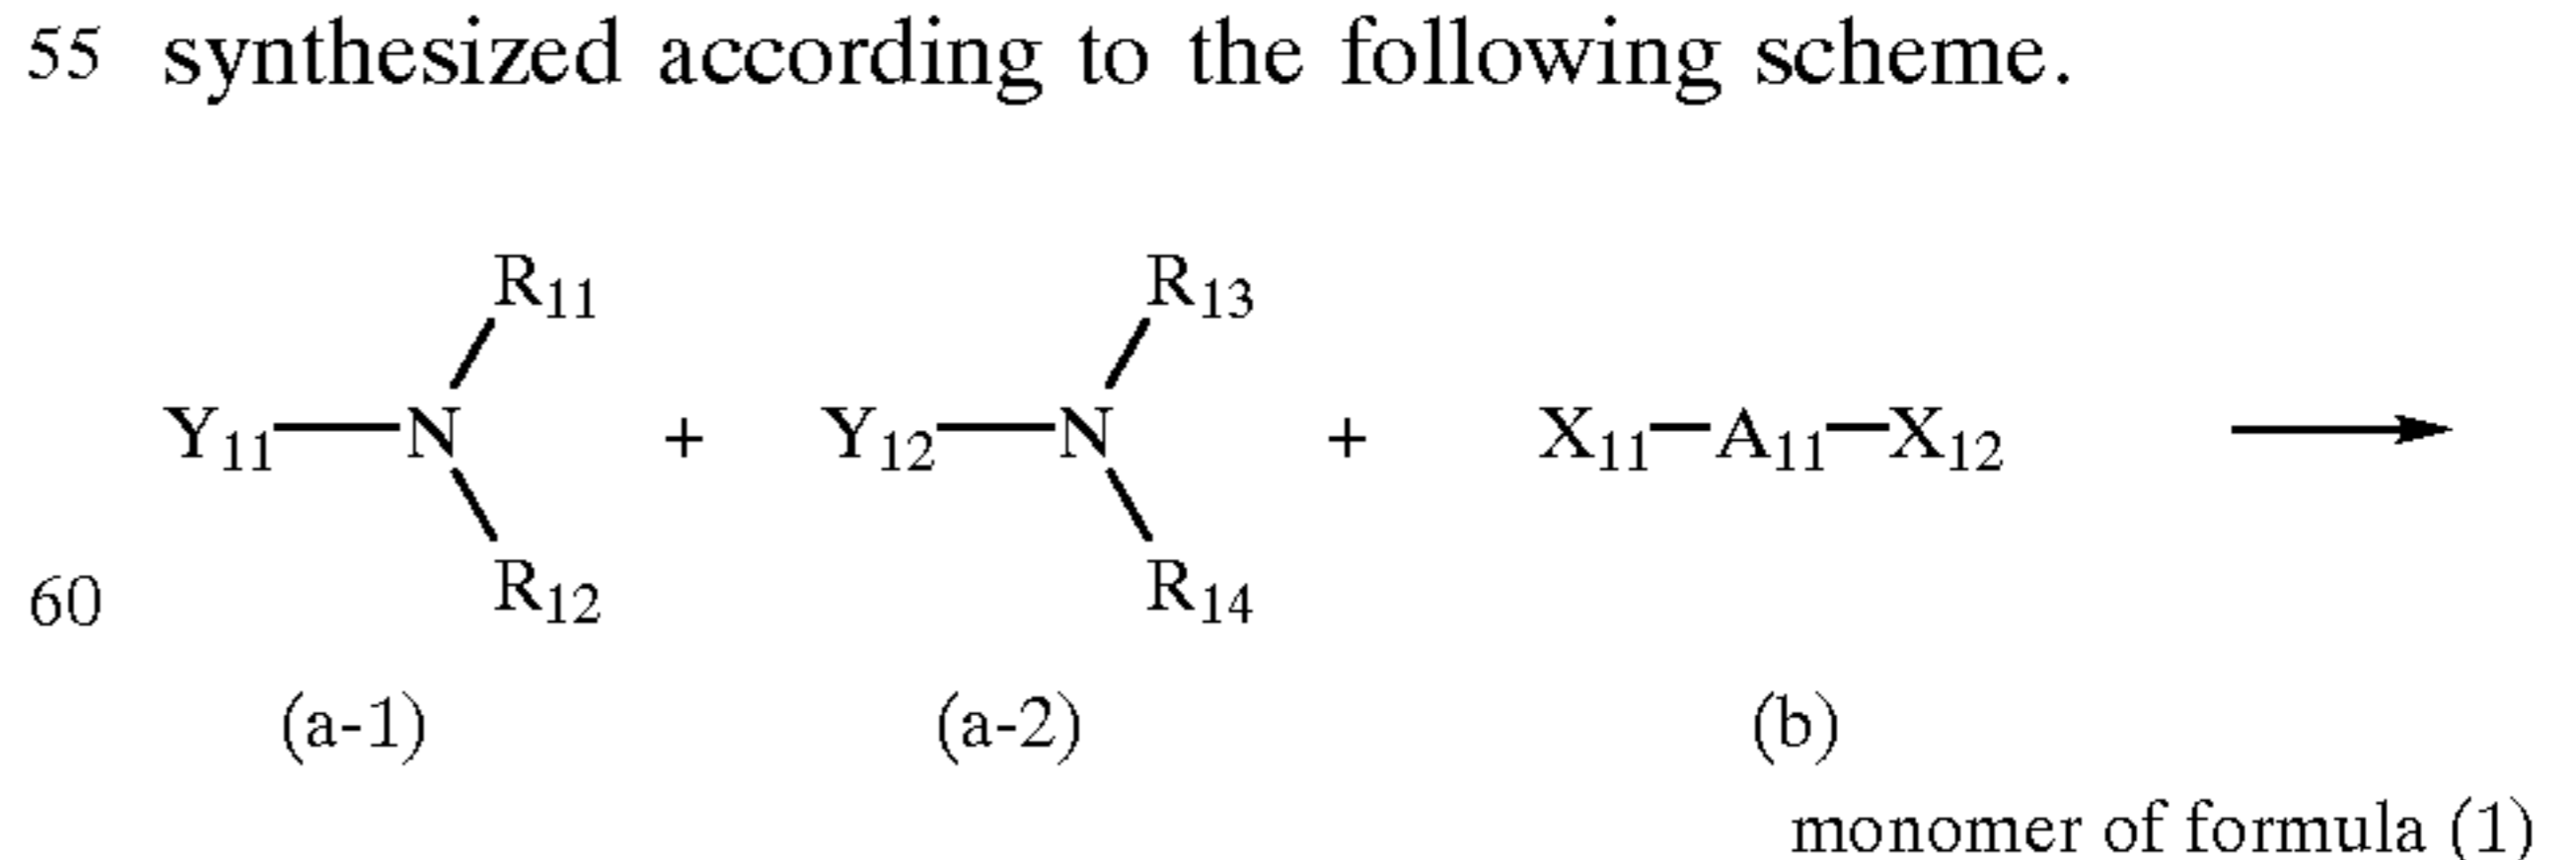 55 synthesized according to the following scheme.
R11 R13
Y11—N + Y12—N + X11—A11—X12 ⟶
60 R12 R14
(a-1) (a-2) (b)
monomer of formula (1)